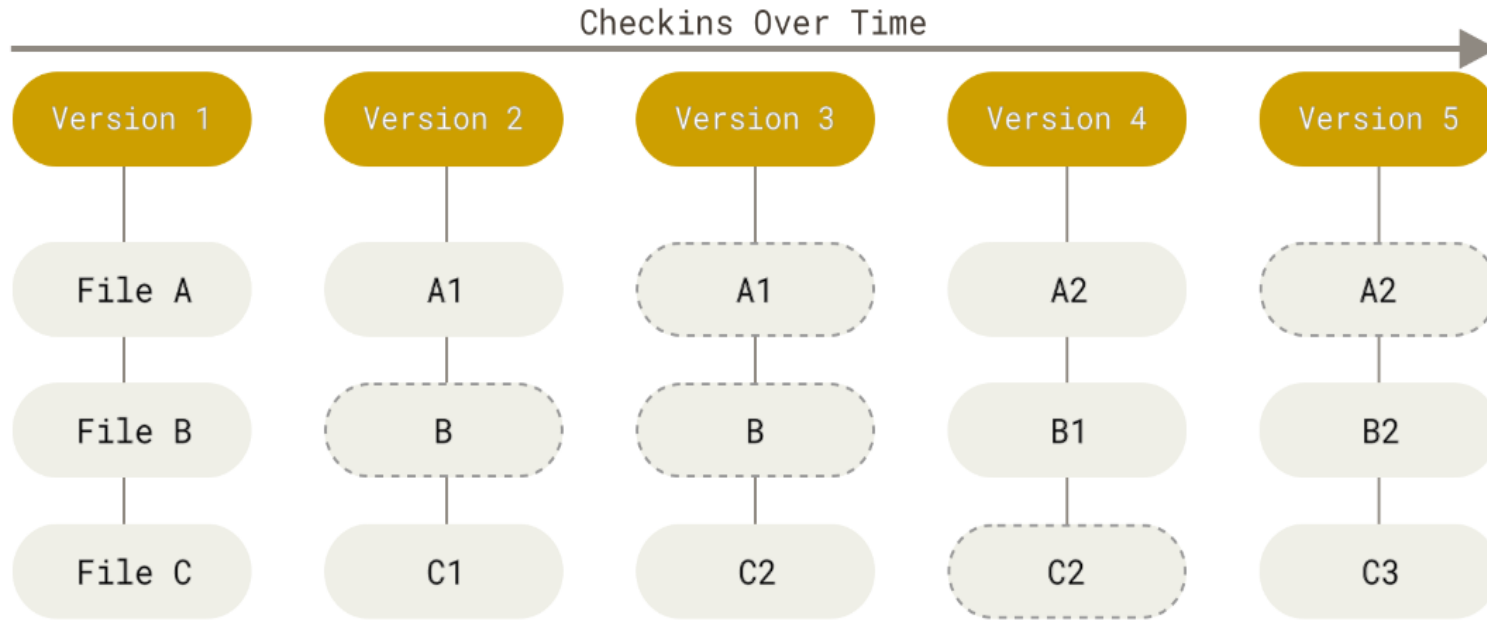 Checkins Over Time
Version 1 Version 2 Version 3 Version 4 Version 5
File A A1 A1 A2 A2
File B B B B1 B2
File C C1 C2 C2 C3